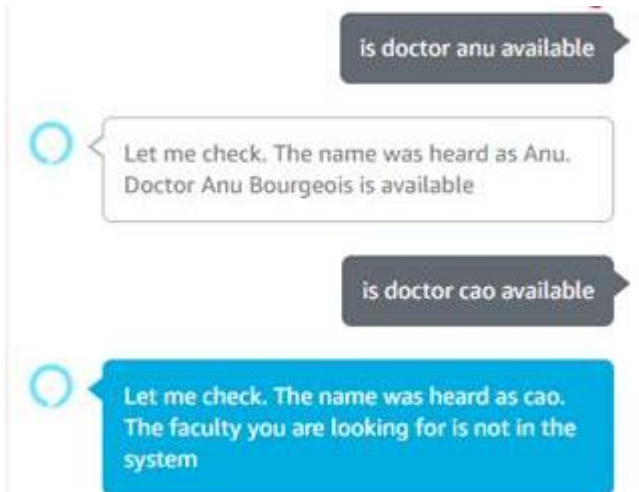 is doctor anu available
Let me check. The name was heard as Anu.
Doctor Anu Bourgeois is available
is doctor cao available
Let me check. The name was heard as cao.
The faculty you are looking for is not in the
system